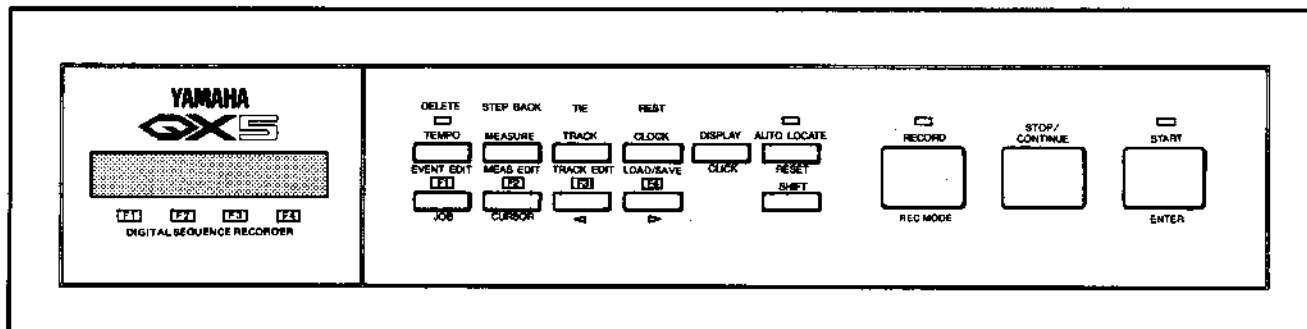 YAMAHA
QX5
F1 F2 F3 F4
DIGITAL SEQUENCE RECORDER
DELETE STEP BACK TIE REST
TEMPO MEASURE TRACK CLOCK DISPLAY AUTO LOCATE
EVENT EDIT MEAS EDIT TRACK EDIT LOAD/SAVE CLICK RESET
F1 F2 F3 F4 SHIFT
JOB CURSOR ◁ ▷
RECORD STOP/
CONTINUE START
REC MODE ENTER